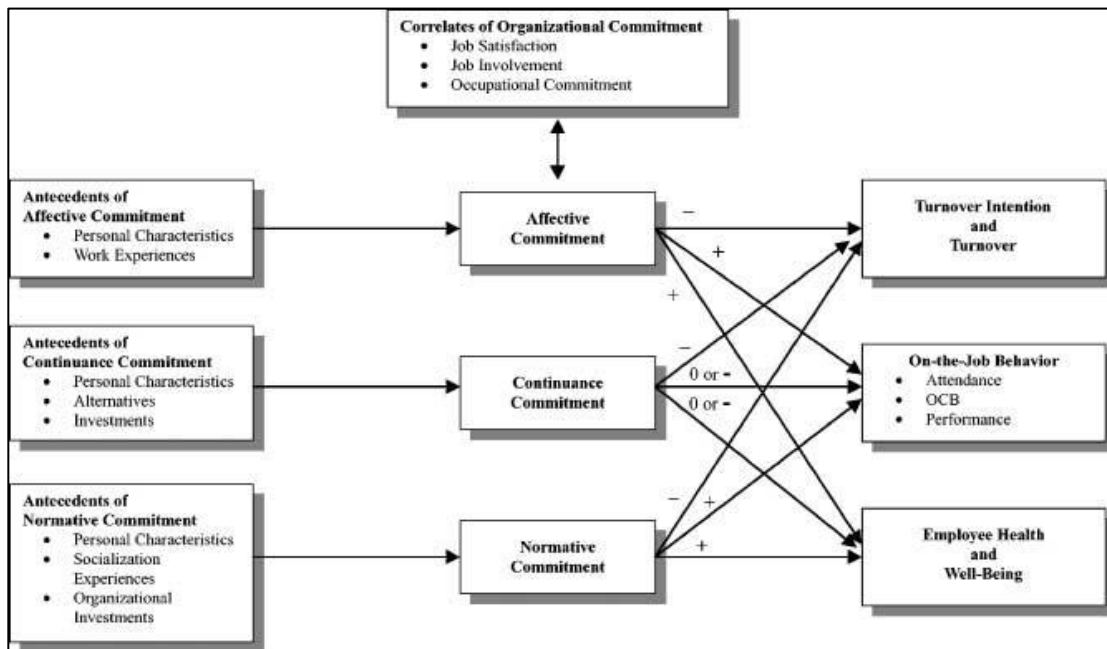 Correlates of Organizational Commitment
• Job Satisfaction
• Job Involvement
• Occupational Commitment
Antecedents of
Affective Commitment
• Personal Characteristics
• Work Experiences
Affective
Commitment
Turnover Intention
and
Turnover
−
+
+
Antecedents of
Continuance Commitment
• Personal Characteristics
• Alternatives
• Investments
Continuance
Commitment
−
0 or -
0 or -
On-the-Job Behavior
• Attendance
• OCB
• Performance
Antecedents of
Normative Commitment
• Personal Characteristics
• Socialization
Experiences
• Organizational
Investments
Normative
Commitment
−
+
+
Employee Health
and
Well-Being